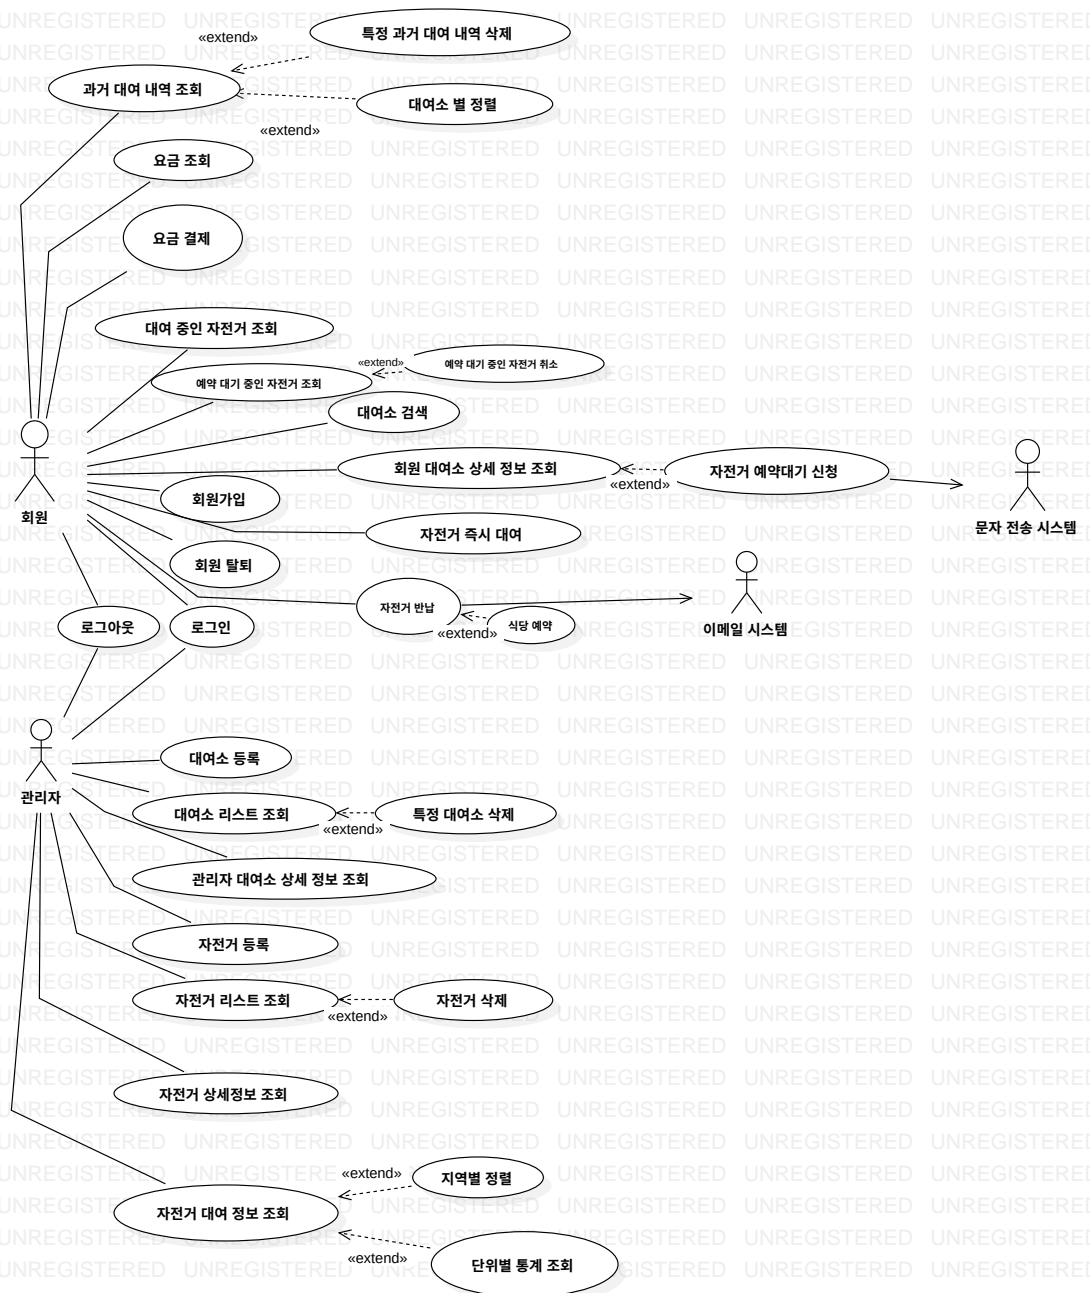 특정 과거 대여 내역 삭제
«extend»
과거 대여 내역 조회
대여소 별 정렬
«extend»
요금 조회
요금 결제
대여 중인 자전거 조회
«extend»
예약 대기 중인 자전거 취소
예약 대기 중인 자전거 조회
대여소 검색
회원 대여소 상세 정보 조회
«extend»
자전거 예약대기 신청
문자 전송 시스템
회원가입
회원
자전거 즉시 대여
회원 탈퇴
자전거 반납
«extend»
식당 예약
이메일 시스템
로그아웃
로그인
대여소 등록
관리자
대여소 리스트 조회
«extend»
특정 대여소 삭제
관리자 대여소 상세 정보 조회
자전거 등록
자전거 리스트 조회
«extend»
자전거 삭제
자전거 상세정보 조회
«extend»
지역별 정렬
자전거 대여 정보 조회
«extend»
단위별 통계 조회
UNREGISTERED